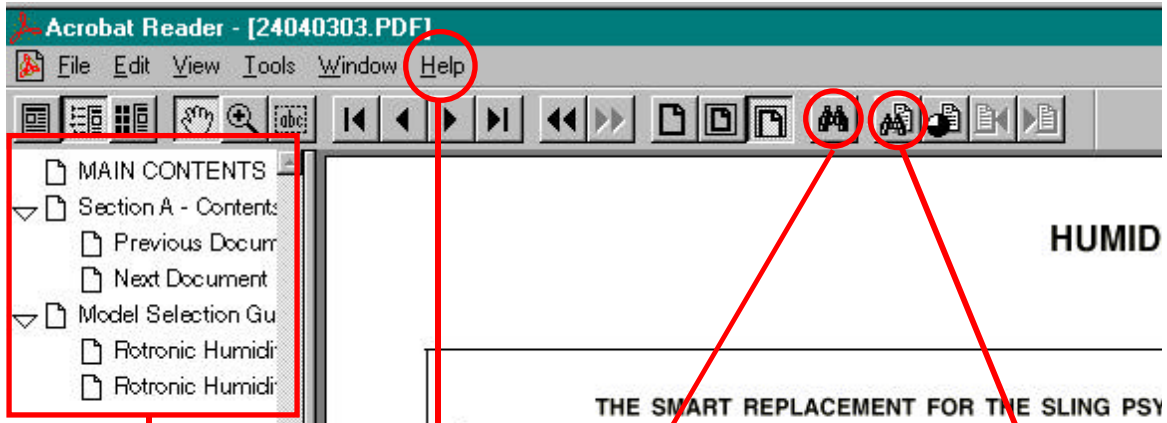 Acrobat Reader - [24040303.PDF]
File Edit View Tools Window Help
abc
MAIN CONTENTS
Section A - Contents
Previous Docum
Next Document
Model Selection Gu
Rotronic Humidi
Rotronic Humidi
HUMID
THE SMART REPLACEMENT FOR THE SLING PSY